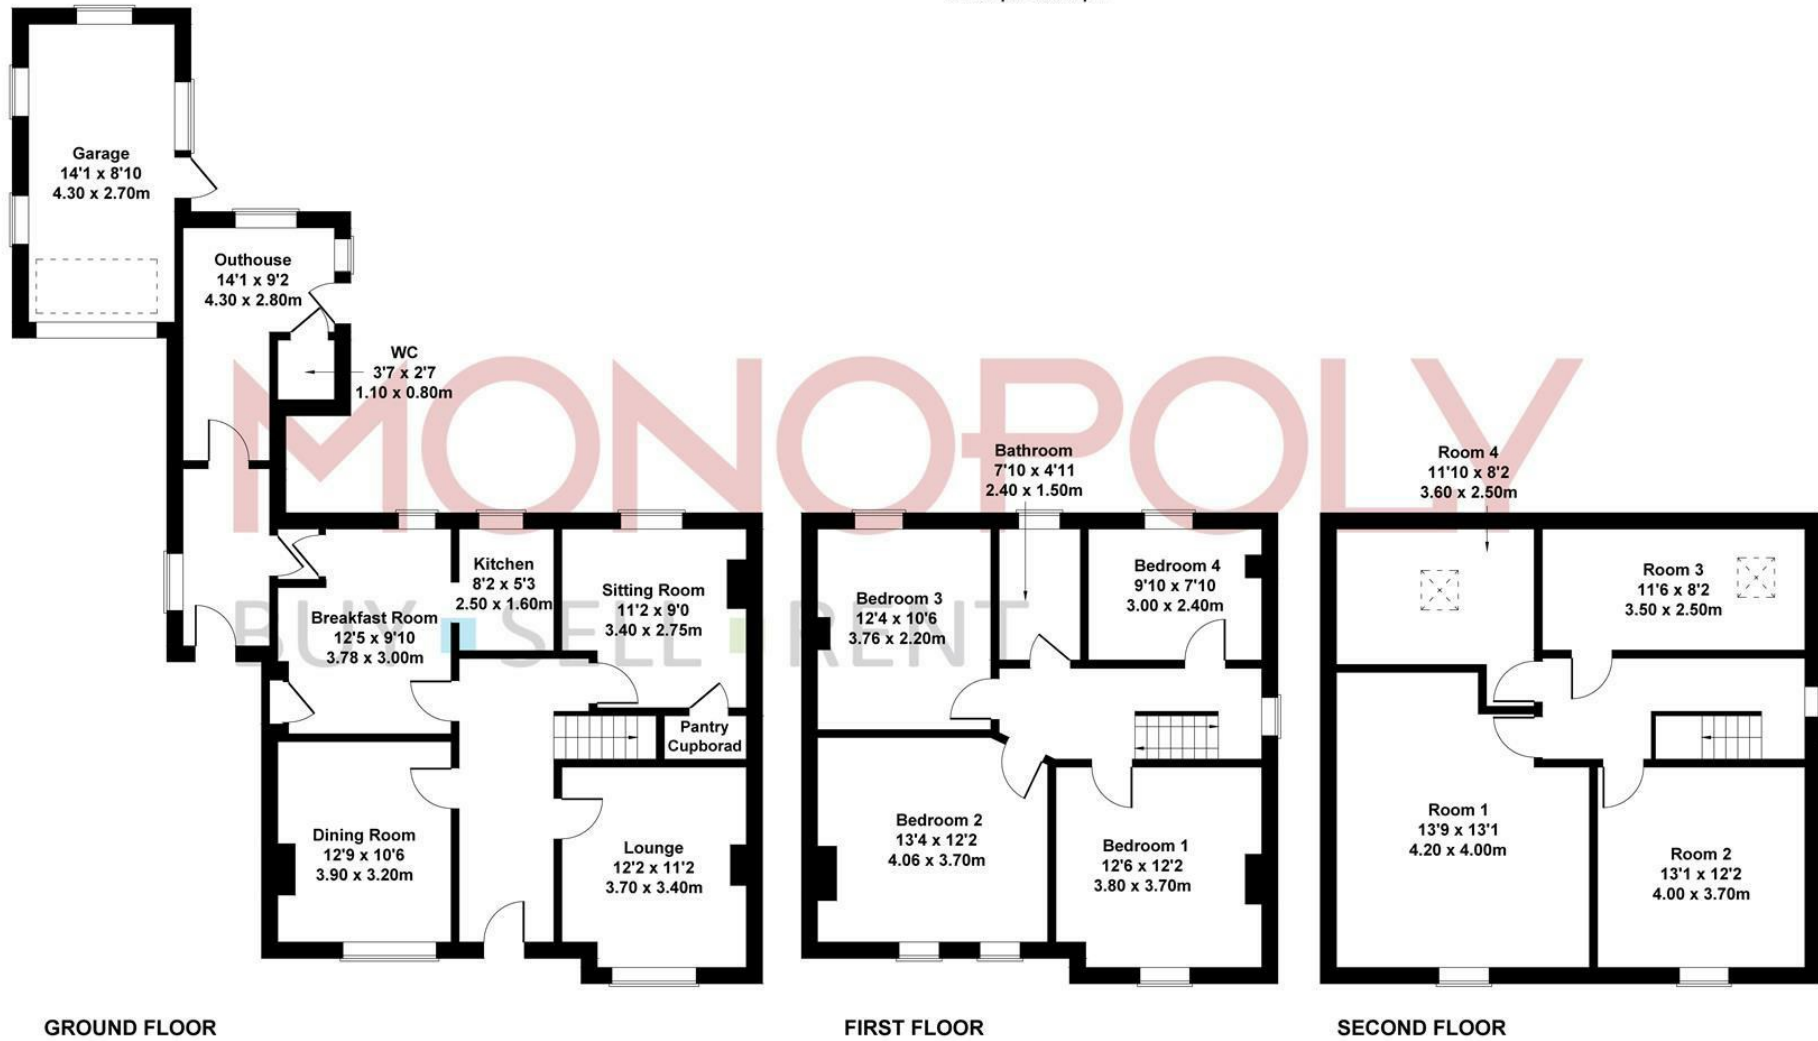 Garage
14'1 x 8'10
4.30 x 2.70m
Outhouse
14'1 x 9'2
4.30 x 2.80m
WC
3'7 x 2'7
1.10 x 0.80m
MONOPOLY
BUY SELL RENT
Kitchen
8'2 x 5'3
2.50 x 1.60m
Sitting Room
11'2 x 9'0
3.40 x 2.75m
Breakfast Room
12'5 x 9'10
3.78 x 3.00m
Pantry
Cupborad
Dining Room
12'9 x 10'6
3.90 x 3.20m
Lounge
12'2 x 11'2
3.70 x 3.40m
GROUND FLOOR
Bathroom
7'10 x 4'11
2.40 x 1.50m
Bedroom 3
12'4 x 10'6
3.76 x 2.20m
Bedroom 4
9'10 x 7'10
3.00 x 2.40m
Bedroom 2
13'4 x 12'2
4.06 x 3.70m
Bedroom 1
12'6 x 12'2
3.80 x 3.70m
FIRST FLOOR
Room 4
11'10 x 8'2
3.60 x 2.50m
Room 3
11'6 x 8'2
3.50 x 2.50m
Room 1
13'9 x 13'1
4.20 x 4.00m
Room 2
13'1 x 12'2
4.00 x 3.70m
SECOND FLOOR